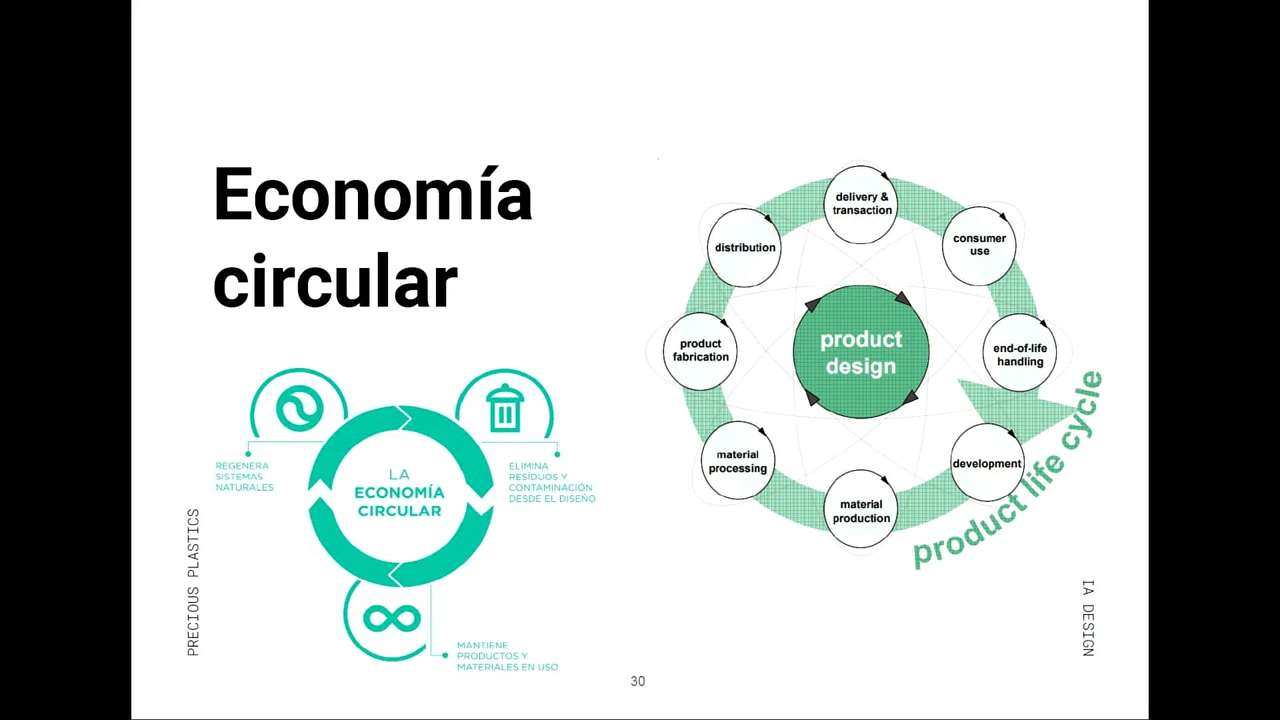 Economía
circular
REGENERA
SISTEMAS
NATURALES
LA
ECONOMÍA
CIRCULAR
ELIMINA
RESÍDUOS Y
CONTAMINACIÓN
DESDE EL DISEÑO
MANTIENE
PRODUCTOS Y
MATERIALES EN USO
PRECIOUS PLASTICS
delivery &
transaction
consumer
use
end-of-life
handling
development
material
production
material
processing
product
fabrication
distribution
product
design
product life cycle
IA DESIGN
30